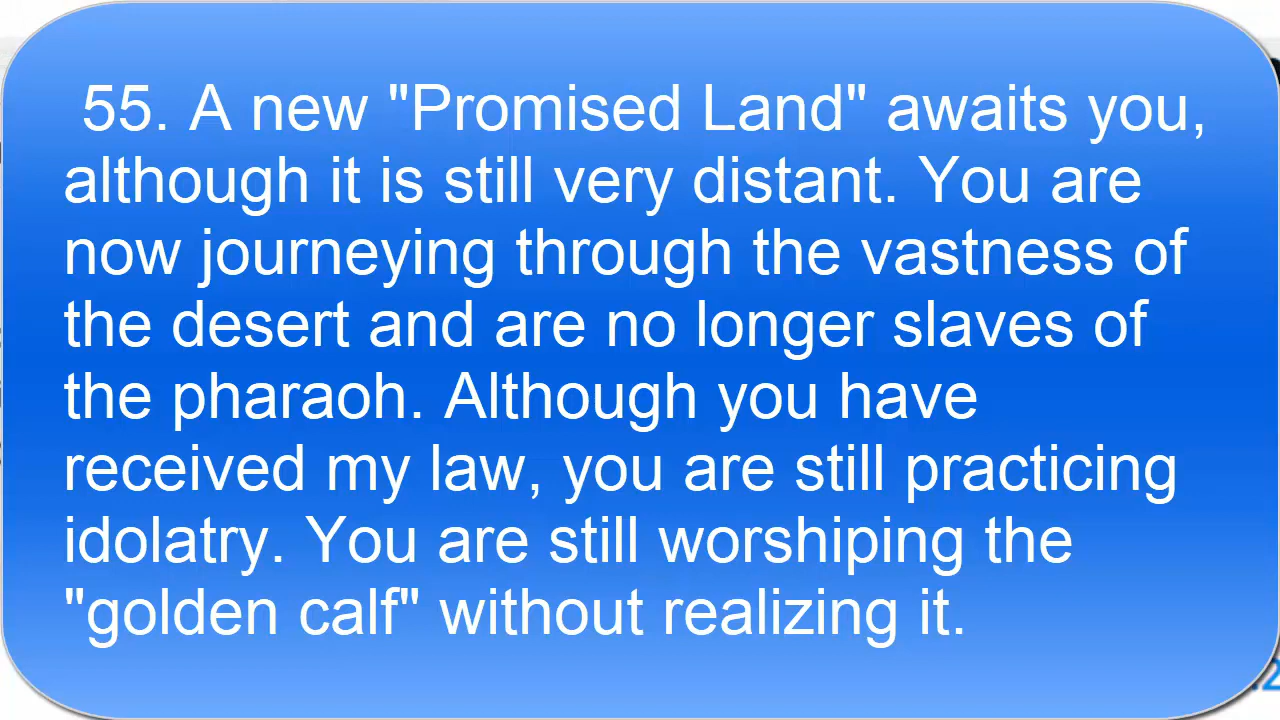 55. A new "Promised Land" awaits you,
although it is still very distant. You are
now journeying through the vastness of
the desert and are no longer slaves of
the pharaoh. Although you have
received my law, you are still practicing
idolatry. You are still worshiping the
"golden calf" without realizing it.